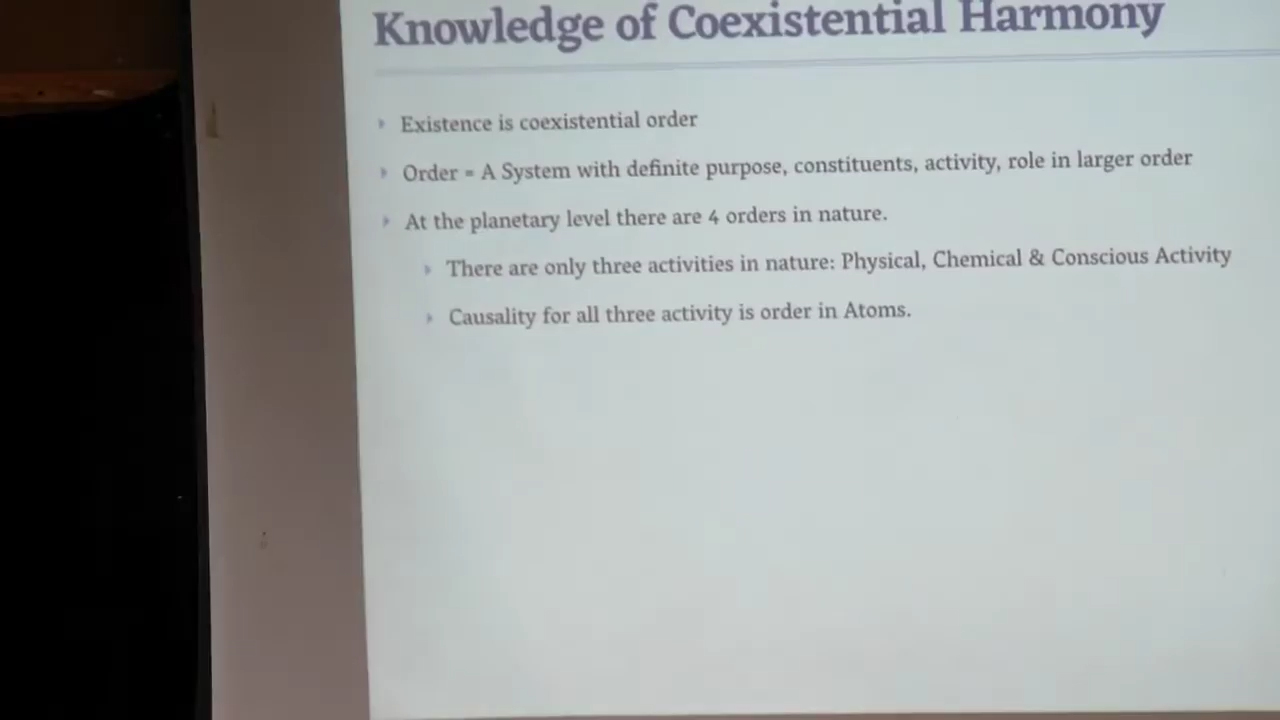 Knowledge of Coexistential Harmony
Existence is coexistential order
Order = A System with definite purpose, constituents, activity, role in larger order
At the planetary level there are 4 orders in nature.
There are only three activities in nature: Physical, Chemical & Conscious Activity
Causality for all three activity is order in Atoms.